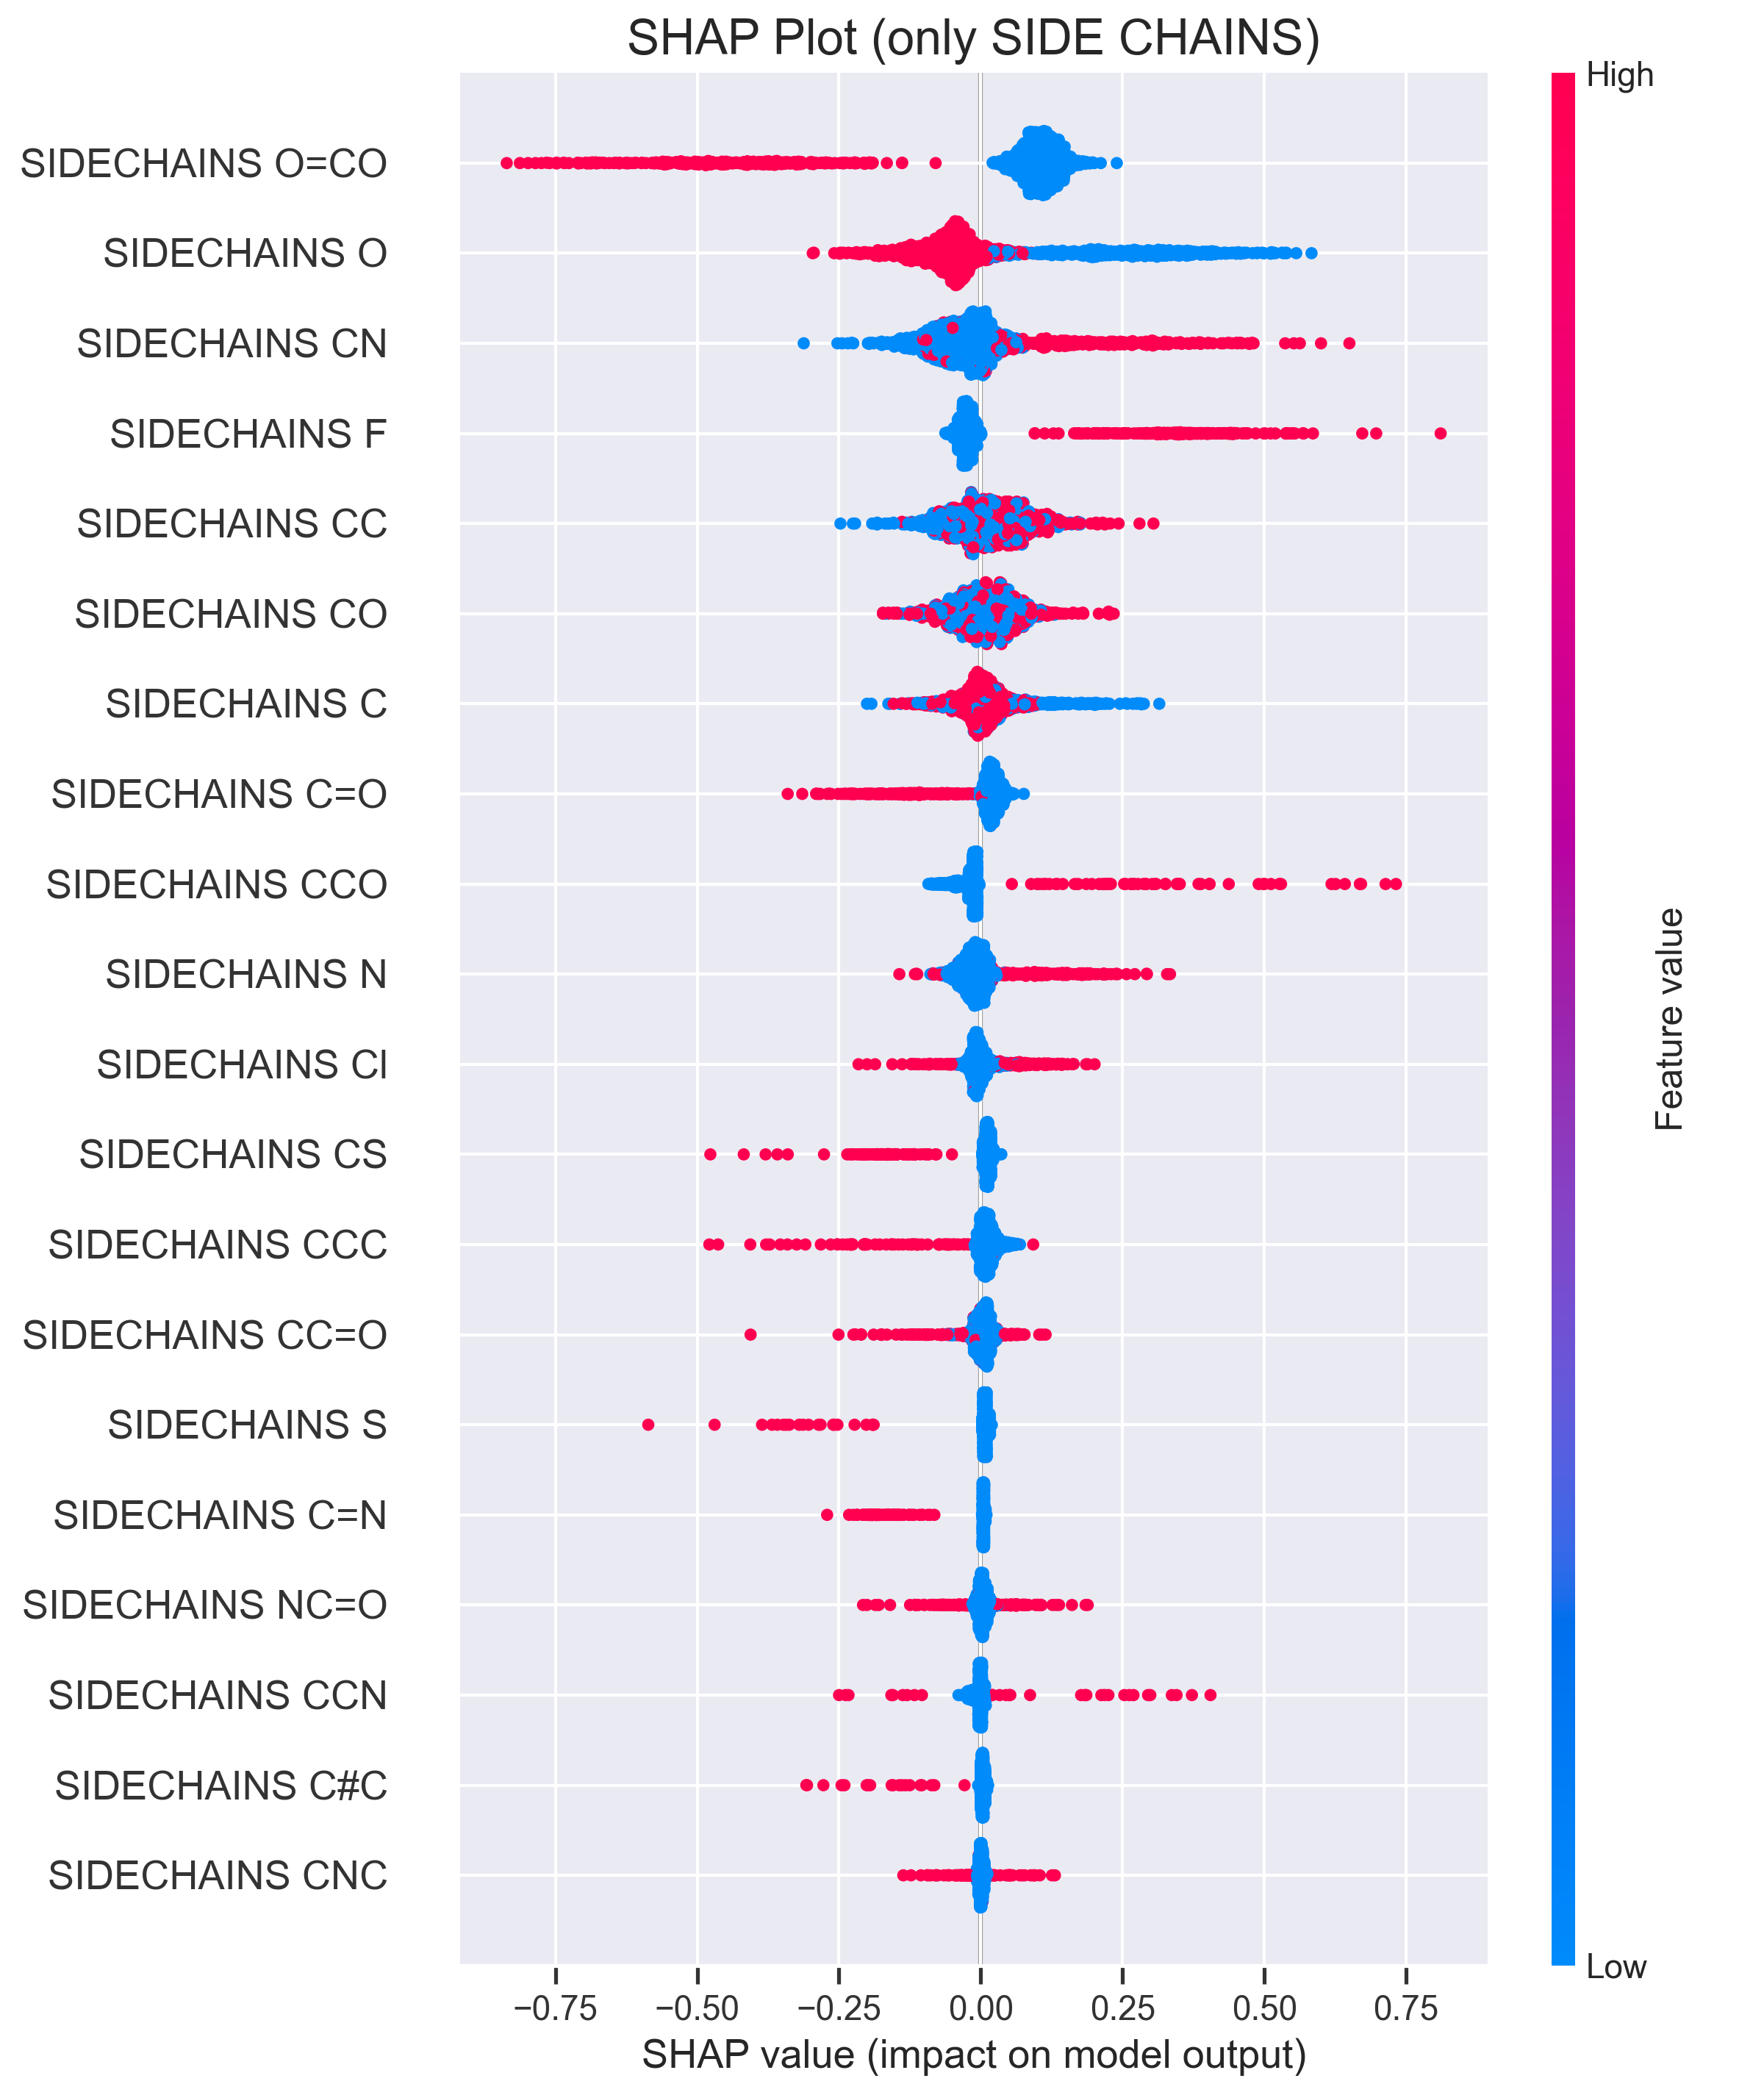 SHAP Plot (only SIDE CHAINS)
High
SIDECHAINS O=CO
SIDECHAINS O
SIDECHAINS CN
SIDECHAINS F
SIDECHAINS CC
SIDECHAINS CO
SIDECHAINS C
SIDECHAINS C=O
SIDECHAINS CCO
SIDECHAINS N
SIDECHAINS Cl
SIDECHAINS CS
SIDECHAINS CCC
SIDECHAINS CC=O
SIDECHAINS S
SIDECHAINS C=N
SIDECHAINS NC=O
SIDECHAINS CCN
SIDECHAINS C#C
SIDECHAINS CNC
Feature value
Low
−0.75 −0.50 −0.25 0.00 0.25 0.50 0.75
SHAP value (impact on model output)